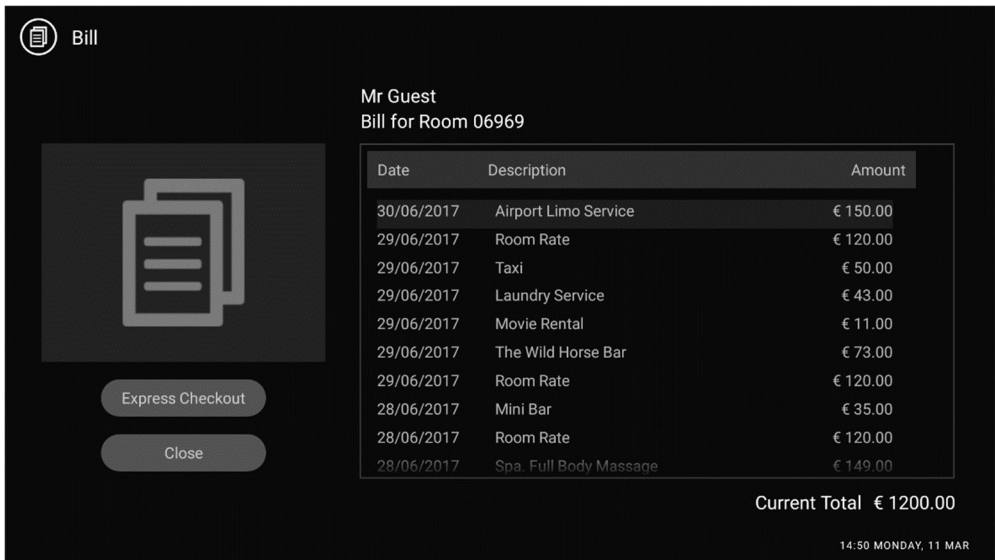 Bill
Mr Guest
Bill for Room 06969
Date Description Amount
30/06/2017 Airport Limo Service € 150.00
29/06/2017 Room Rate € 120.00
29/06/2017 Taxi € 50.00
29/06/2017 Laundry Service € 43.00
29/06/2017 Movie Rental € 11.00
29/06/2017 The Wild Horse Bar € 73.00
29/06/2017 Room Rate € 120.00
28/06/2017 Mini Bar € 35.00
28/06/2017 Room Rate € 120.00
28/06/2017 Spa. Full Body Massage € 149.00
Express Checkout
Close
Current Total € 1200.00
14:50 MONDAY, 11 MAR